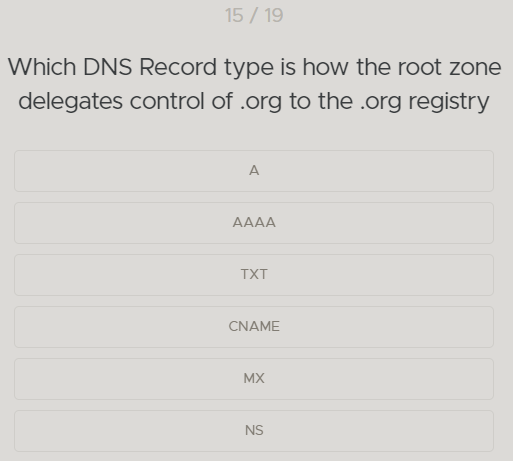 15 / 19
Which DNS Record type is how the root zone
delegates control of .org to the .org registry
A
AAAA
TXT
CNAME
MX
NS